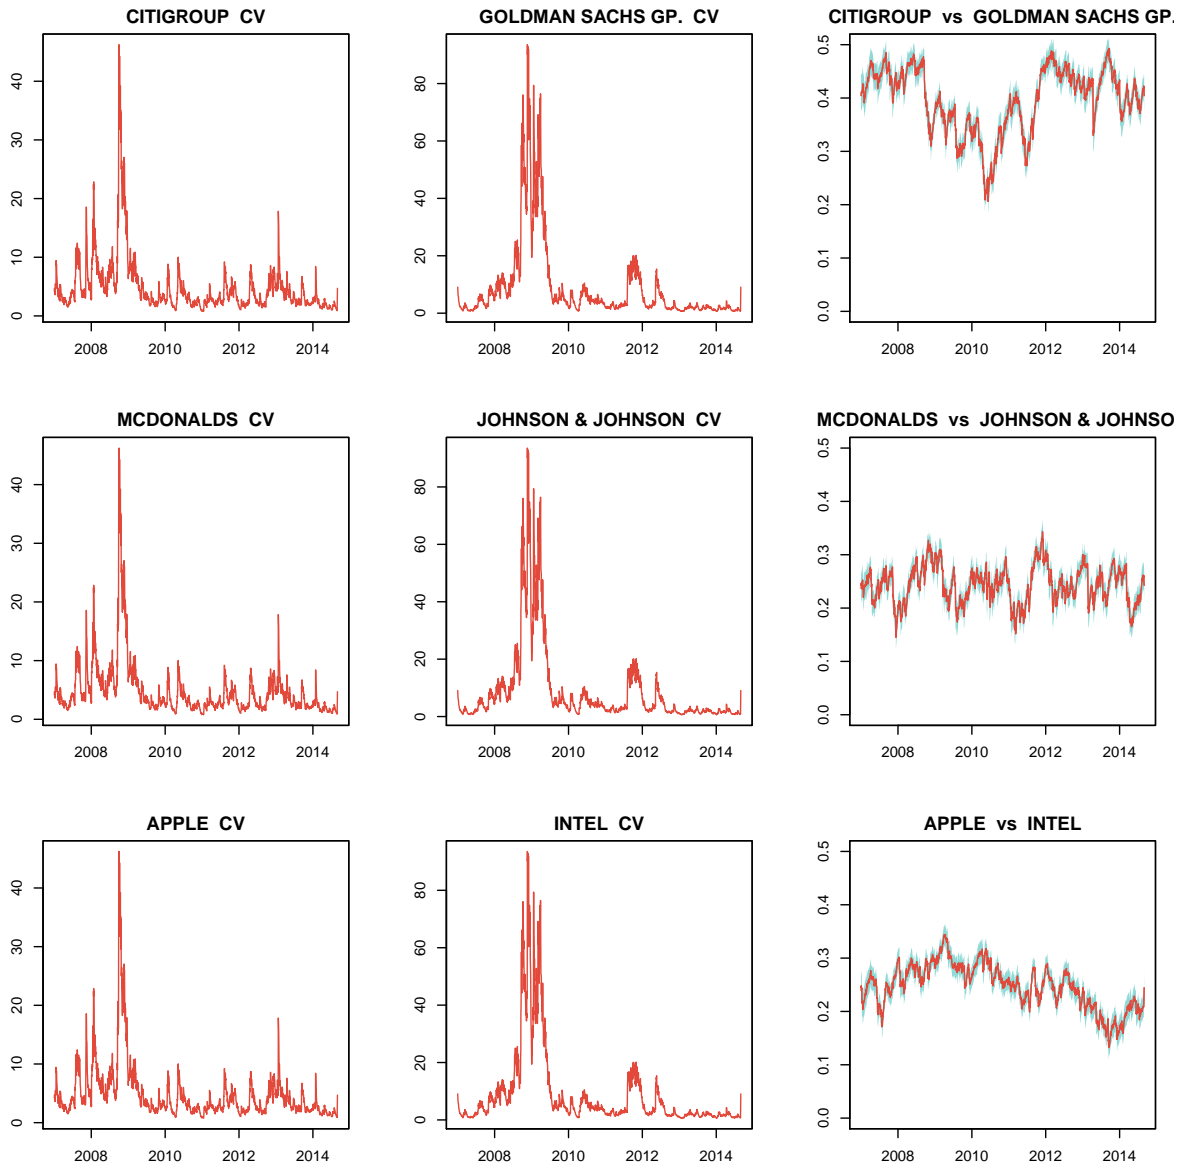 CITIGROUP CV
GOLDMAN SACHS GP. CV
CITIGROUP vs GOLDMAN SACHS GP.
0 10 20 30 40
2008 2010 2012 2014
0 20 40 60 80
2008 2010 2012 2014
0.0 0.1 0.2 0.3 0.4 0.5
2008 2010 2012 2014
MCDONALDS CV
JOHNSON & JOHNSON CV
MCDONALDS vs JOHNSON & JOHNSO
0 10 20 30 40
2008 2010 2012 2014
0 20 40 60 80
2008 2010 2012 2014
0.0 0.1 0.2 0.3 0.4 0.5
2008 2010 2012 2014
APPLE CV
INTEL CV
APPLE vs INTEL
0 10 20 30 40
2008 2010 2012 2014
0 20 40 60 80
2008 2010 2012 2014
0.0 0.1 0.2 0.3 0.4 0.5
2008 2010 2012 2014